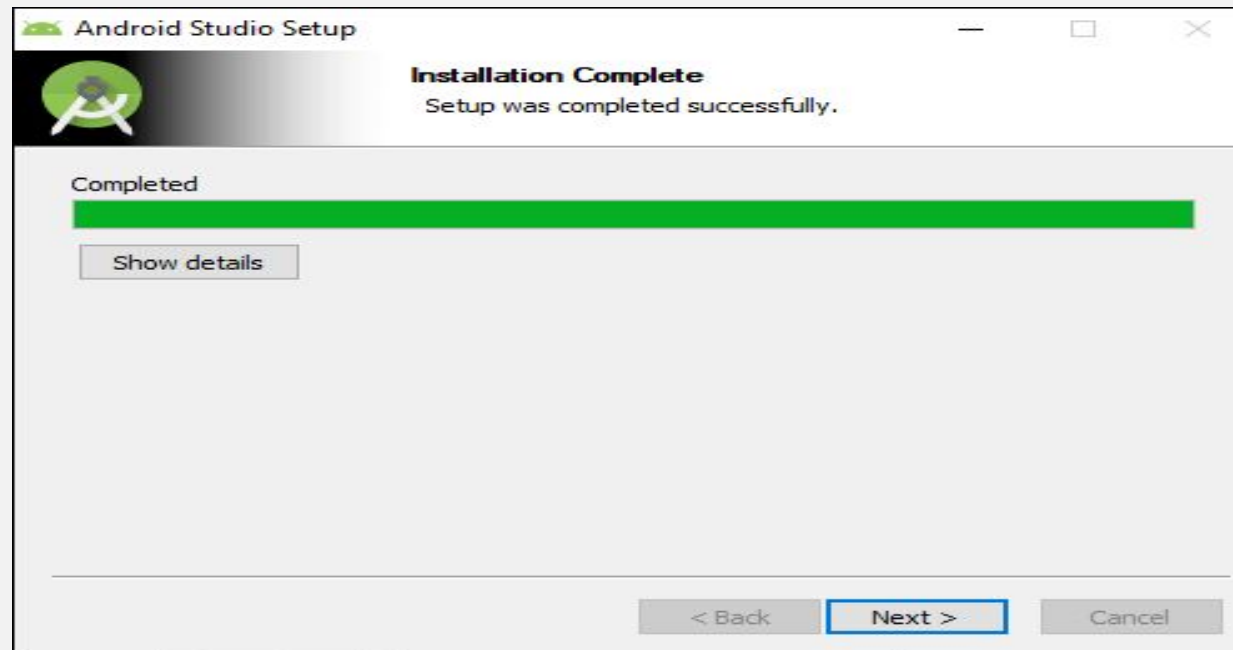 Android Studio Setup
Installation Complete
Setup was completed successfully.
Completed
Show details
< Back
Next >
Cancel